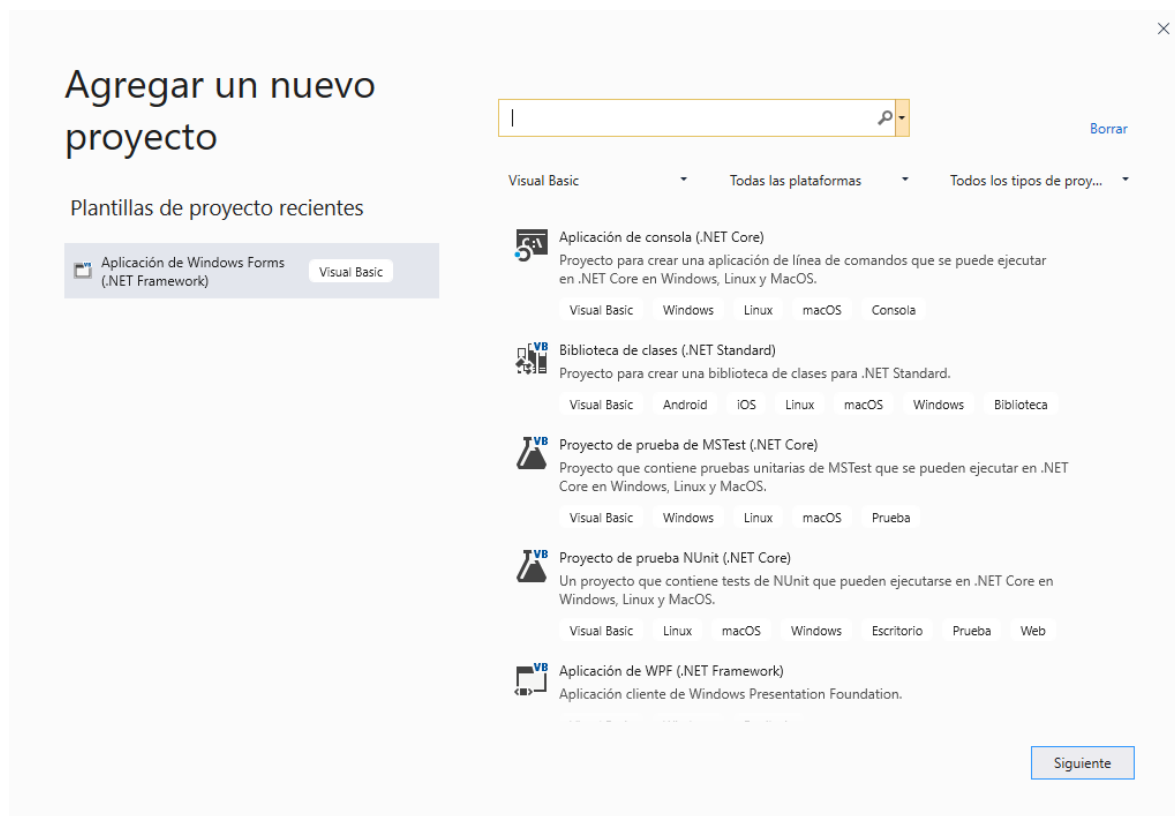 Agregar un nuevo
proyecto
Borrar
Visual Basic
Todas las plataformas
Todos los tipos de proy...
Plantillas de proyecto recientes
Aplicación de Windows Forms
(.NET Framework)
Visual Basic
Aplicación de consola (.NET Core)
Proyecto para crear una aplicación de línea de comandos que se puede ejecutar
en .NET Core en Windows, Linux y MacOS.
Visual Basic Windows Linux macOS Consola
VB
Biblioteca de clases (.NET Standard)
Proyecto para crear una biblioteca de clases para .NET Standard.
Visual Basic Android iOS Linux macOS Windows Biblioteca
VB
Proyecto de prueba de MSTest (.NET Core)
Proyecto que contiene pruebas unitarias de MSTest que se pueden ejecutar en .NET
Core en Windows, Linux y MacOS.
Visual Basic Windows Linux macOS Prueba
VB
Proyecto de prueba NUnit (.NET Core)
Un proyecto que contiene tests de NUnit que pueden ejecutarse en .NET Core en
Windows, Linux y MacOS.
Visual Basic Linux macOS Windows Escritorio Prueba Web
VB
Aplicación de WPF (.NET Framework)
Aplicación cliente de Windows Presentation Foundation.
Siguiente